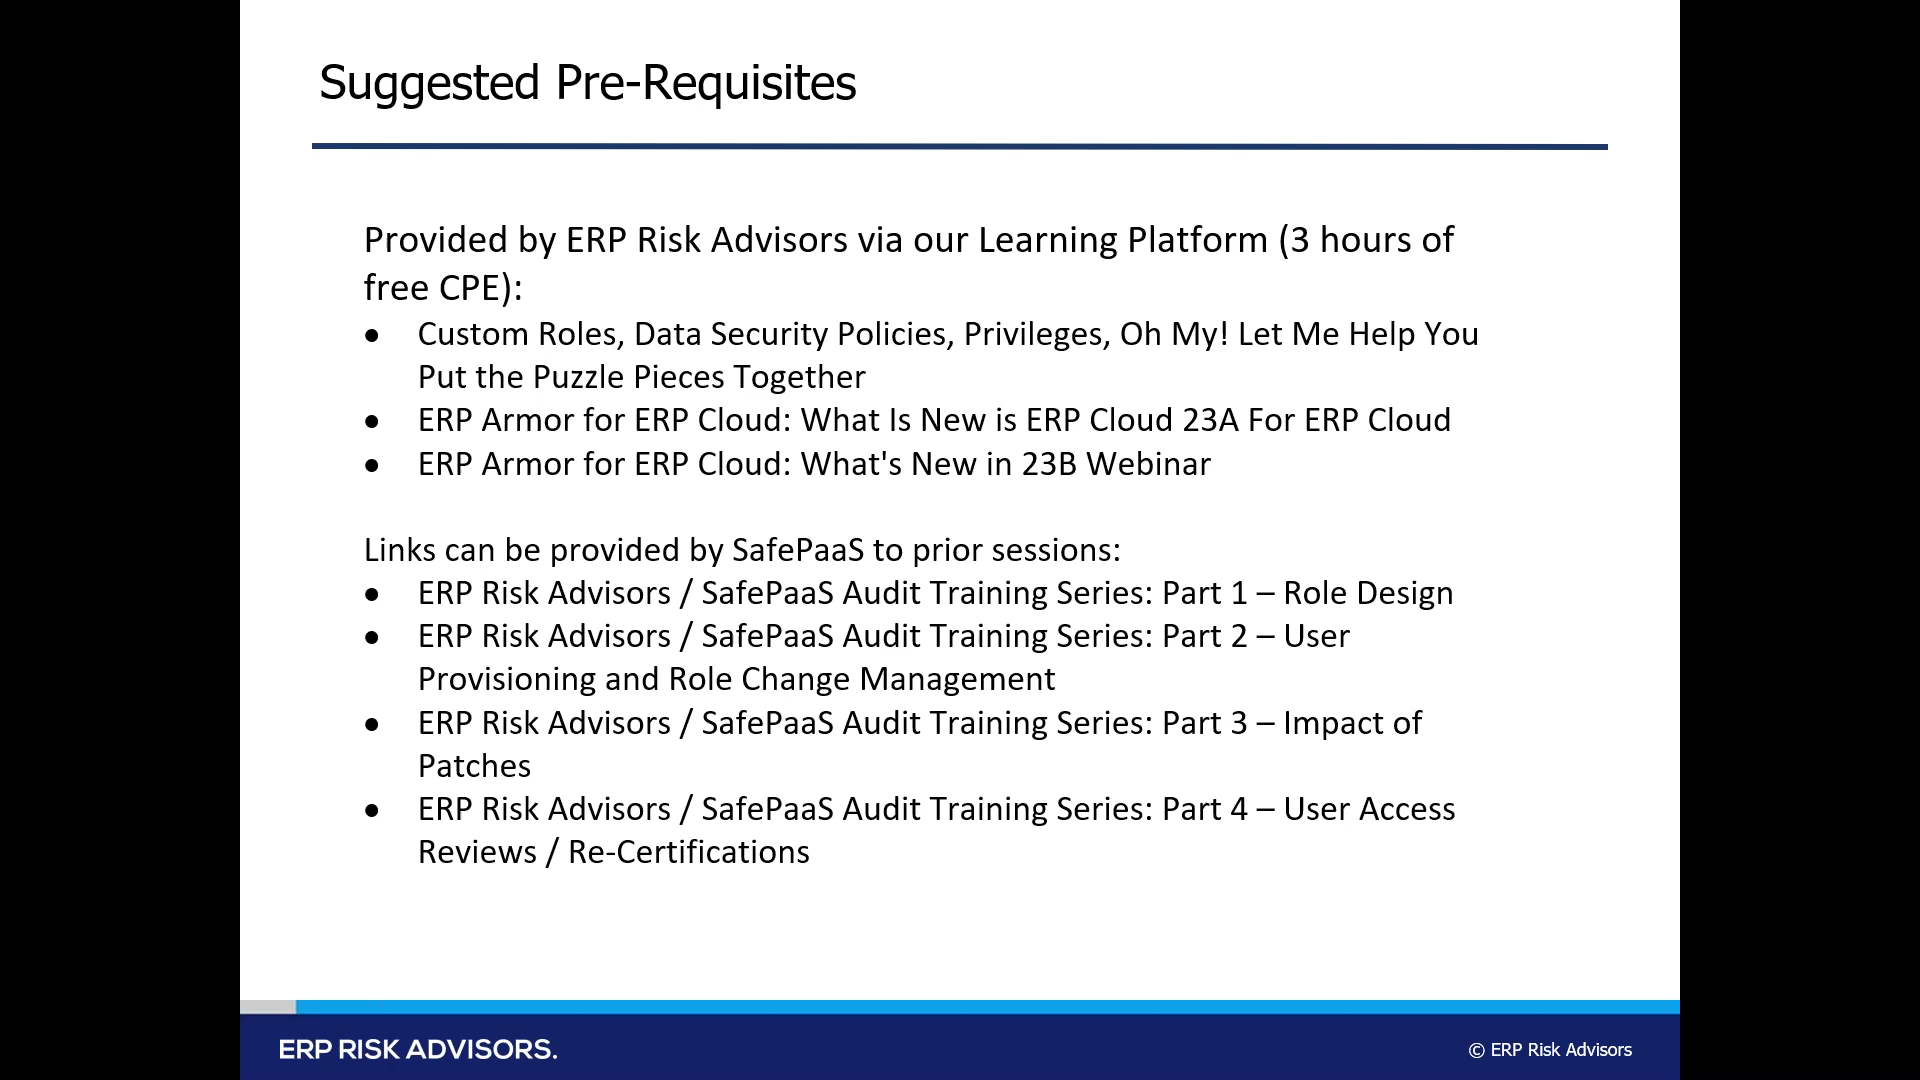 Suggested Pre-Requisites
Provided by ERP Risk Advisors via our Learning Platform (3 hours of
free CPE):
● Custom Roles, Data Security Policies, Privileges, Oh My! Let Me Help You
Put the Puzzle Pieces Together
● ERP Armor for ERP Cloud: What Is New is ERP Cloud 23A For ERP Cloud
● ERP Armor for ERP Cloud: What's New in 23B Webinar
Links can be provided by SafePaaS to prior sessions:
● ERP Risk Advisors / SafePaaS Audit Training Series: Part 1 – Role Design
● ERP Risk Advisors / SafePaaS Audit Training Series: Part 2 – User
Provisioning and Role Change Management
● ERP Risk Advisors / SafePaaS Audit Training Series: Part 3 – Impact of
Patches
● ERP Risk Advisors / SafePaaS Audit Training Series: Part 4 – User Access
Reviews / Re-Certifications
ERP RISK ADVISORS.
© ERP Risk Advisors